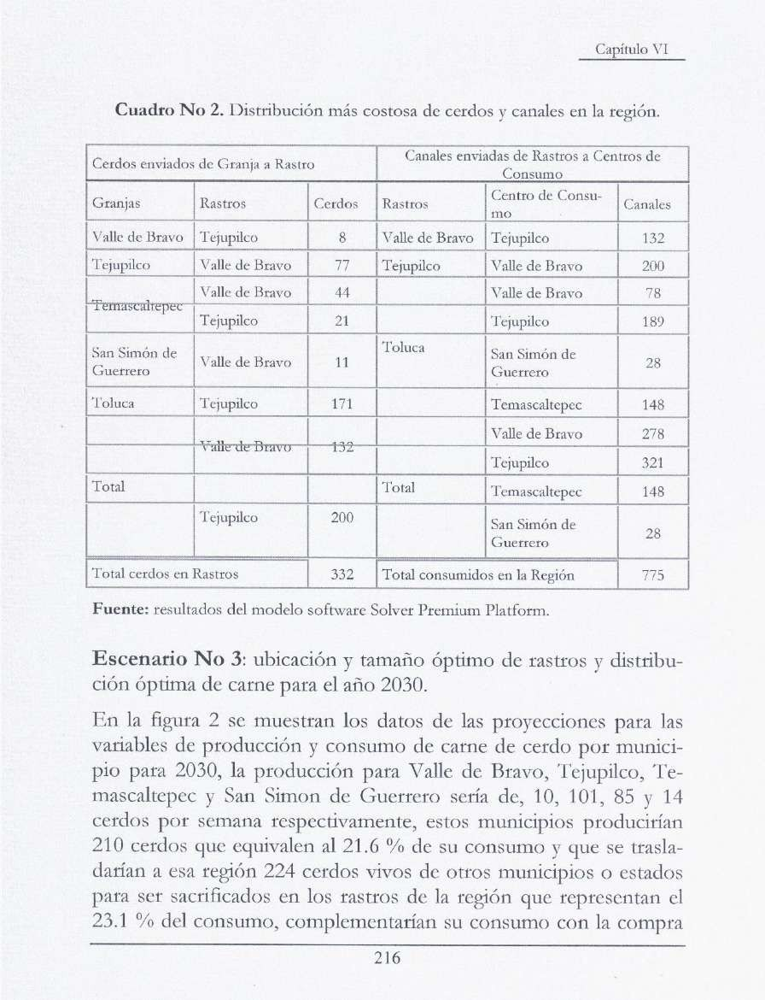 Capítulo VI
Cuadro No 2. Distribución más costosa de cerdos y canales en la región.
Cerdos enviados de Granja a Rastro
Canales enviadas de Rastros a Centros de
Consumo
Granjas Rastros Cerdos Rastros Centro de Consu-
mo Canales
Valle de Bravo Tejupilco 8 Valle de Bravo Tejupilco 132
Tejupilco Valle de Bravo 77 Tejupilco Valle de Bravo 200
Temascaltepec Valle de Bravo 44 Valle de Bravo 78
Tejupilco 21 Tejupilco 189
San Simón de
Guerrero Valle de Bravo 11 Toluca San Simón de
Guerrero 28
Toluca Tejupilco 171 Temascaltepec 148
Valle de Bravo 132 Valle de Bravo 278
Tejupilco 321
Total Total Temascaltepec 148
Tejupilco 200 San Simón de
Guerrero 28
Total cerdos en Rastros 332 Total consumidos en la Región 775
Fuente: resultados del modelo software Solver Premium Platform.
Escenario No 3: ubicación y tamaño óptimo de rastros y distribu-
ción óptima de carne para el año 2030.
En la figura 2 se muestran los datos de las proyecciones para las
variables de producción y consumo de carne de cerdo por munici-
pio para 2030, la producción para Valle de Bravo, Tejupilco, Te-
mascaltepec y San Simon de Guerrero sería de, 10, 101, 85 y 14
cerdos por semana respectivamente, estos municipios producirían
210 cerdos que equivalen al 21.6 % de su consumo y que se trasla-
darían a esa región 224 cerdos vivos de otros municipios o estados
para ser sacrificados en los rastros de la región que representan el
23.1 % del consumo, complementarían su consumo con la compra
216